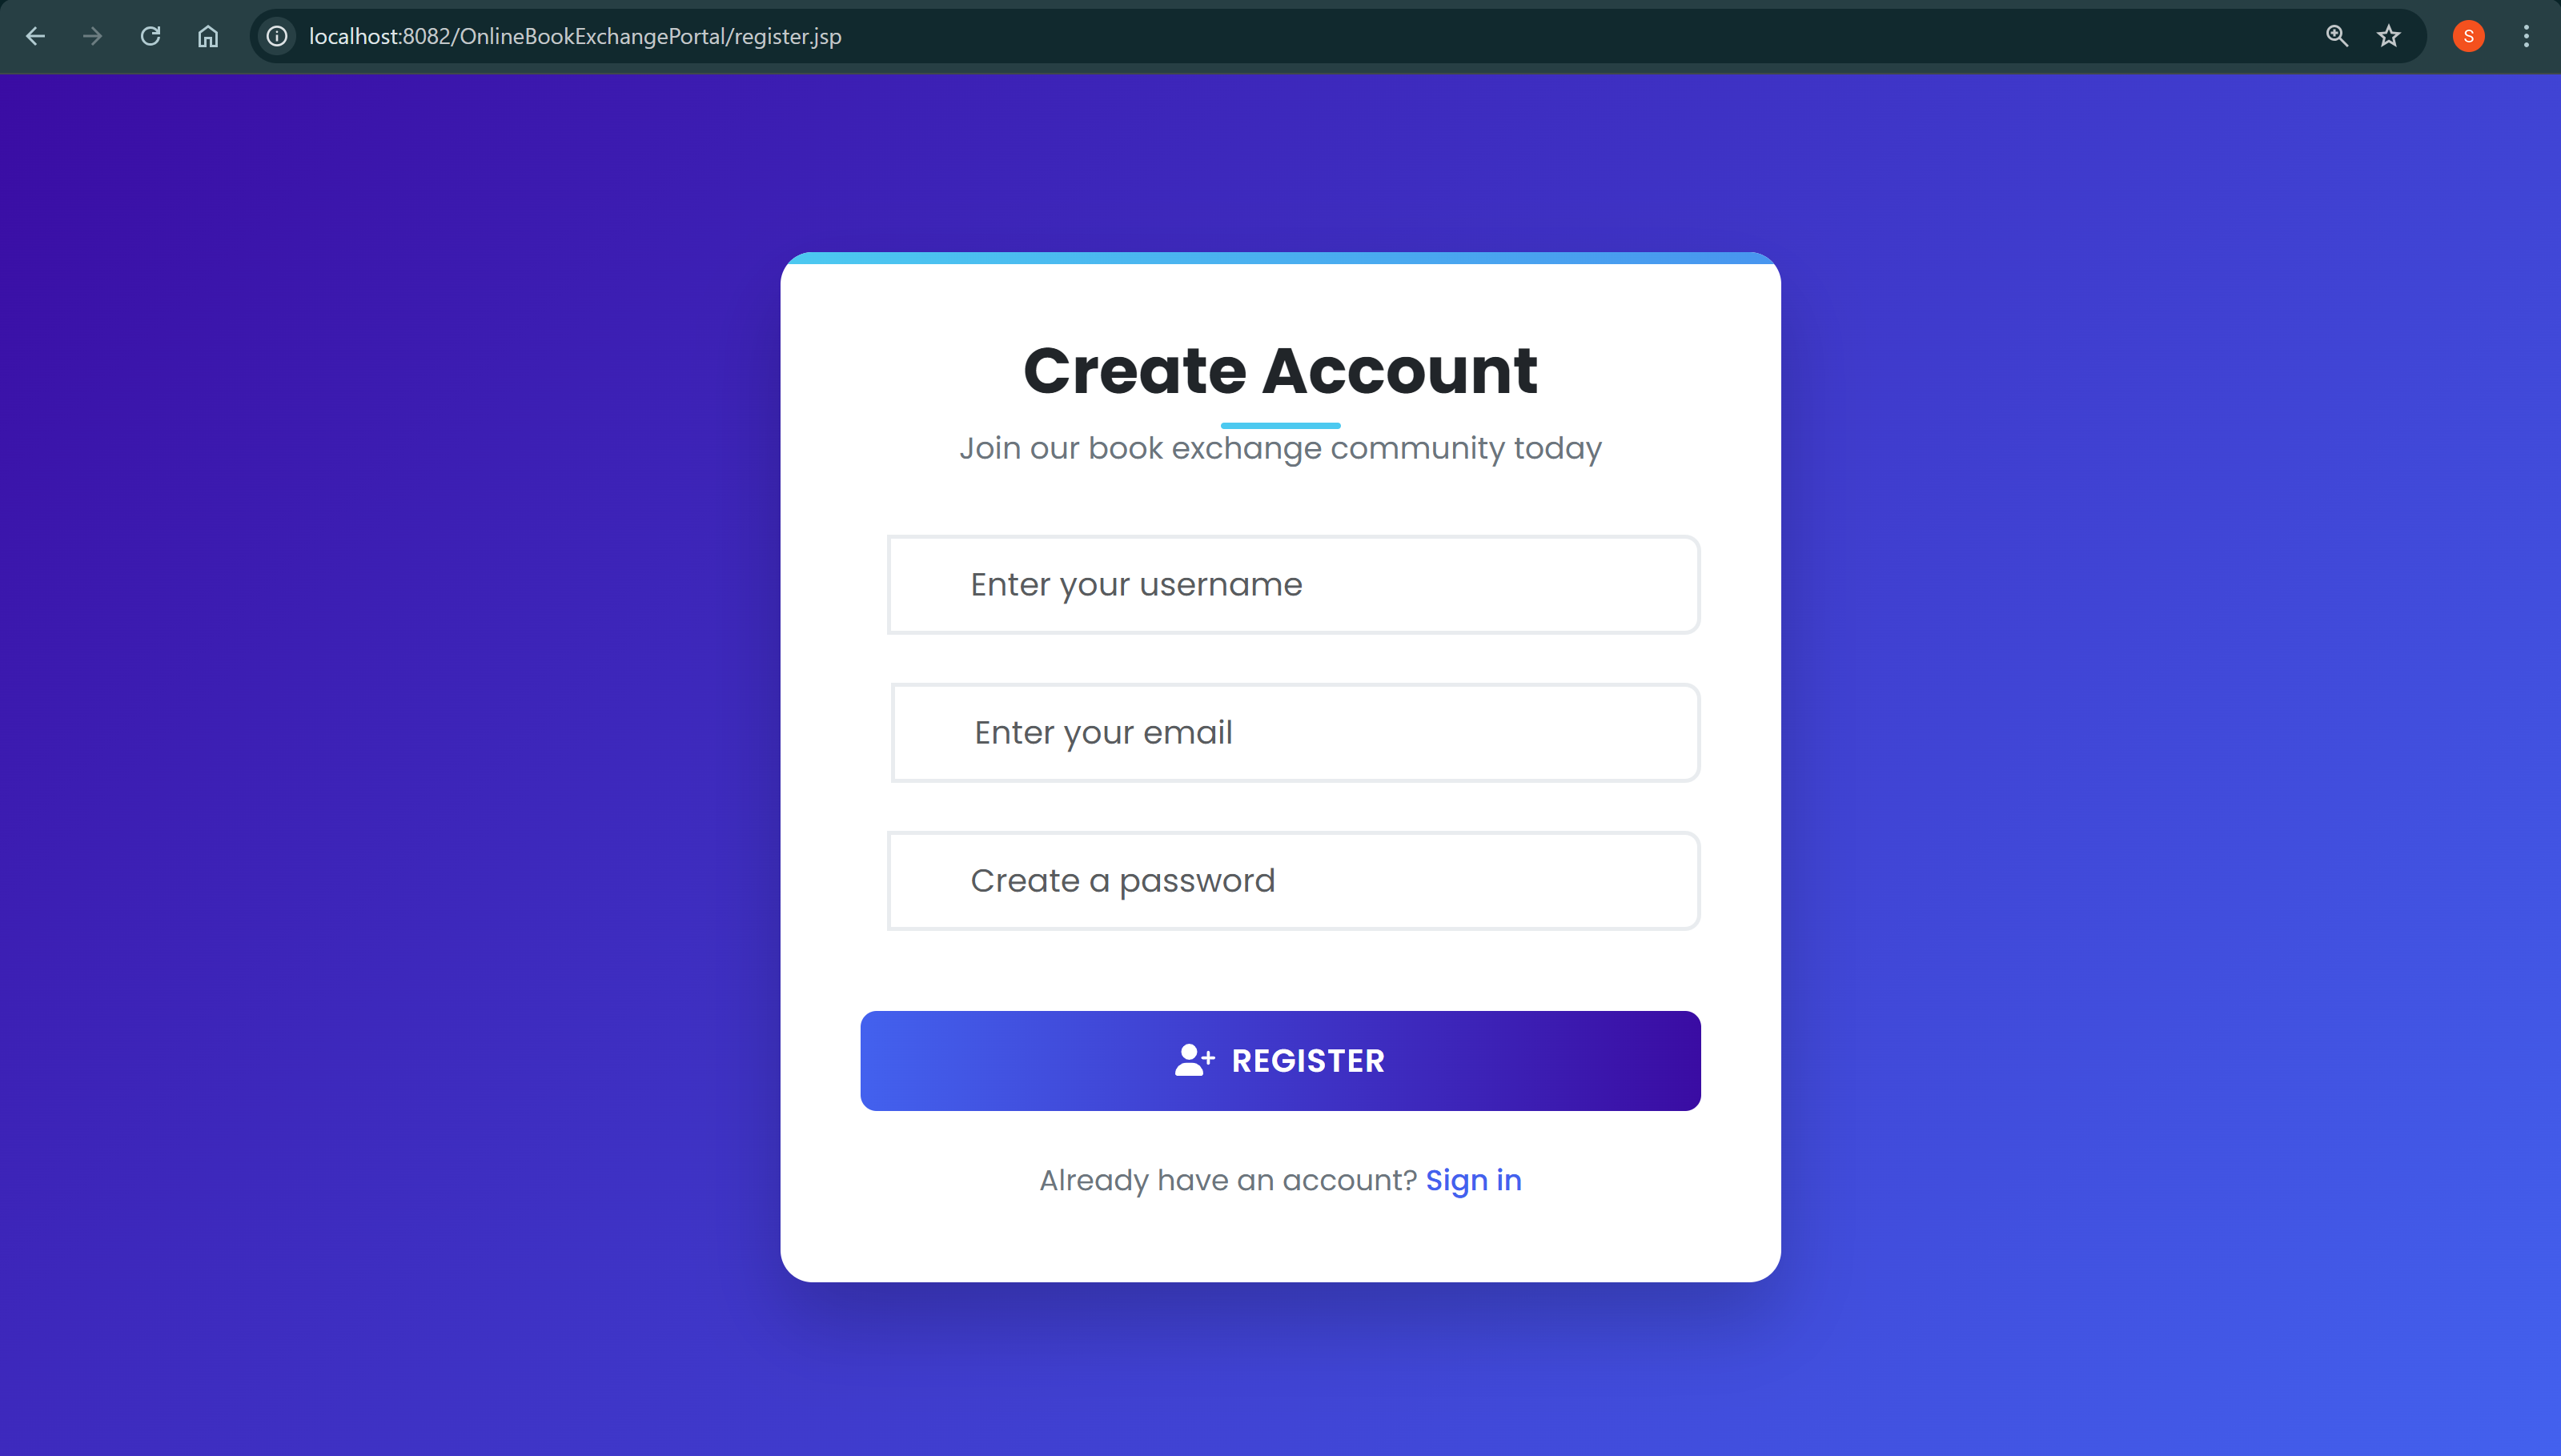 localhost:8082/OnlineBookExchangePortal/register.jsp
S
Create Account
Join our book exchange community today
Enter your username
Enter your email
Create a password
REGISTER
Already have an account? Sign in